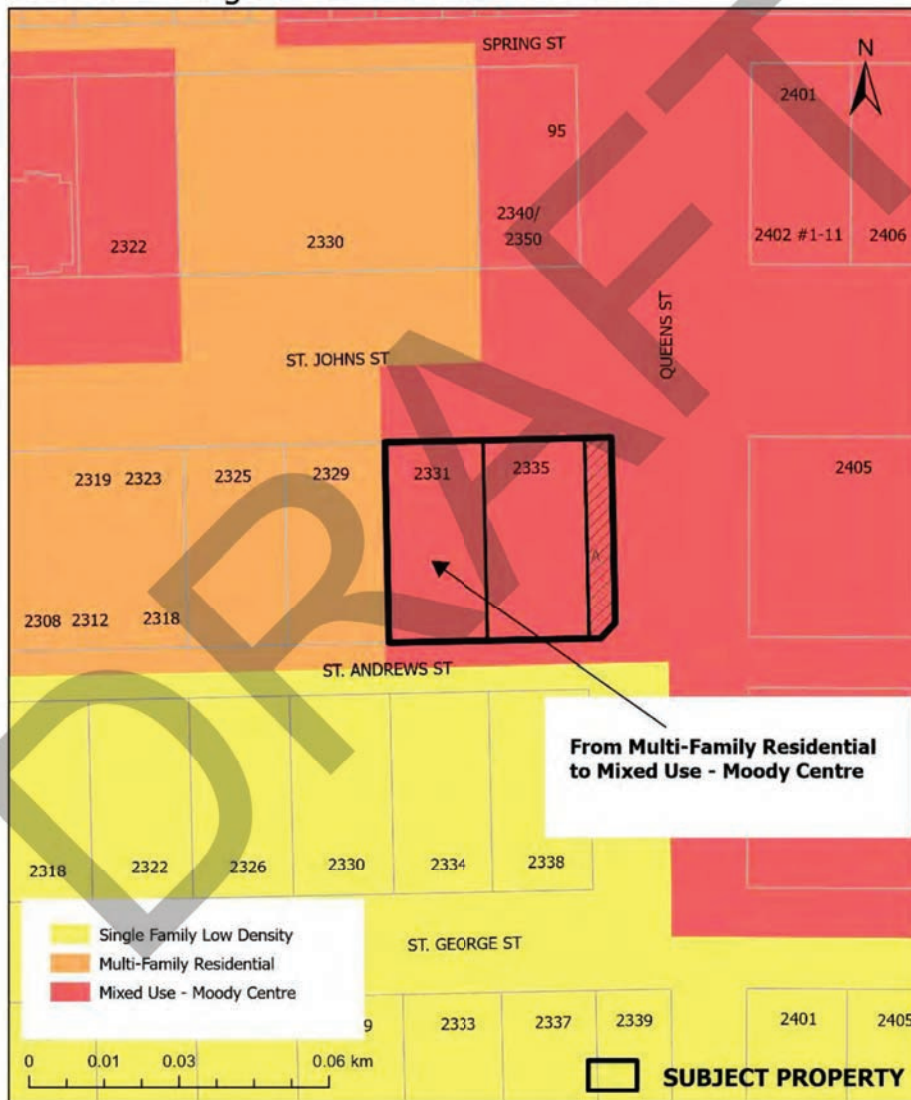 SPRING ST
N
2401
95
2340/
2350
2322
2330
2402 #1-11
2406
QUEENS ST
ST. JOHNS ST
2319
2323
2325
2329
2331
2335
2405
A
2308
2312
2318
ST. ANDREWS ST
From Multi-Family Residential
to Mixed Use - Moody Centre
2318
2322
2326
2330
2334
2338
Single Family Low Density
Multi-Family Residential
Mixed Use - Moody Centre
ST. GEORGE ST
9
2333
2337
2339
2401
2405
0
0.01
0.03
0.06 km
SUBJECT PROPERTY
DRAFT